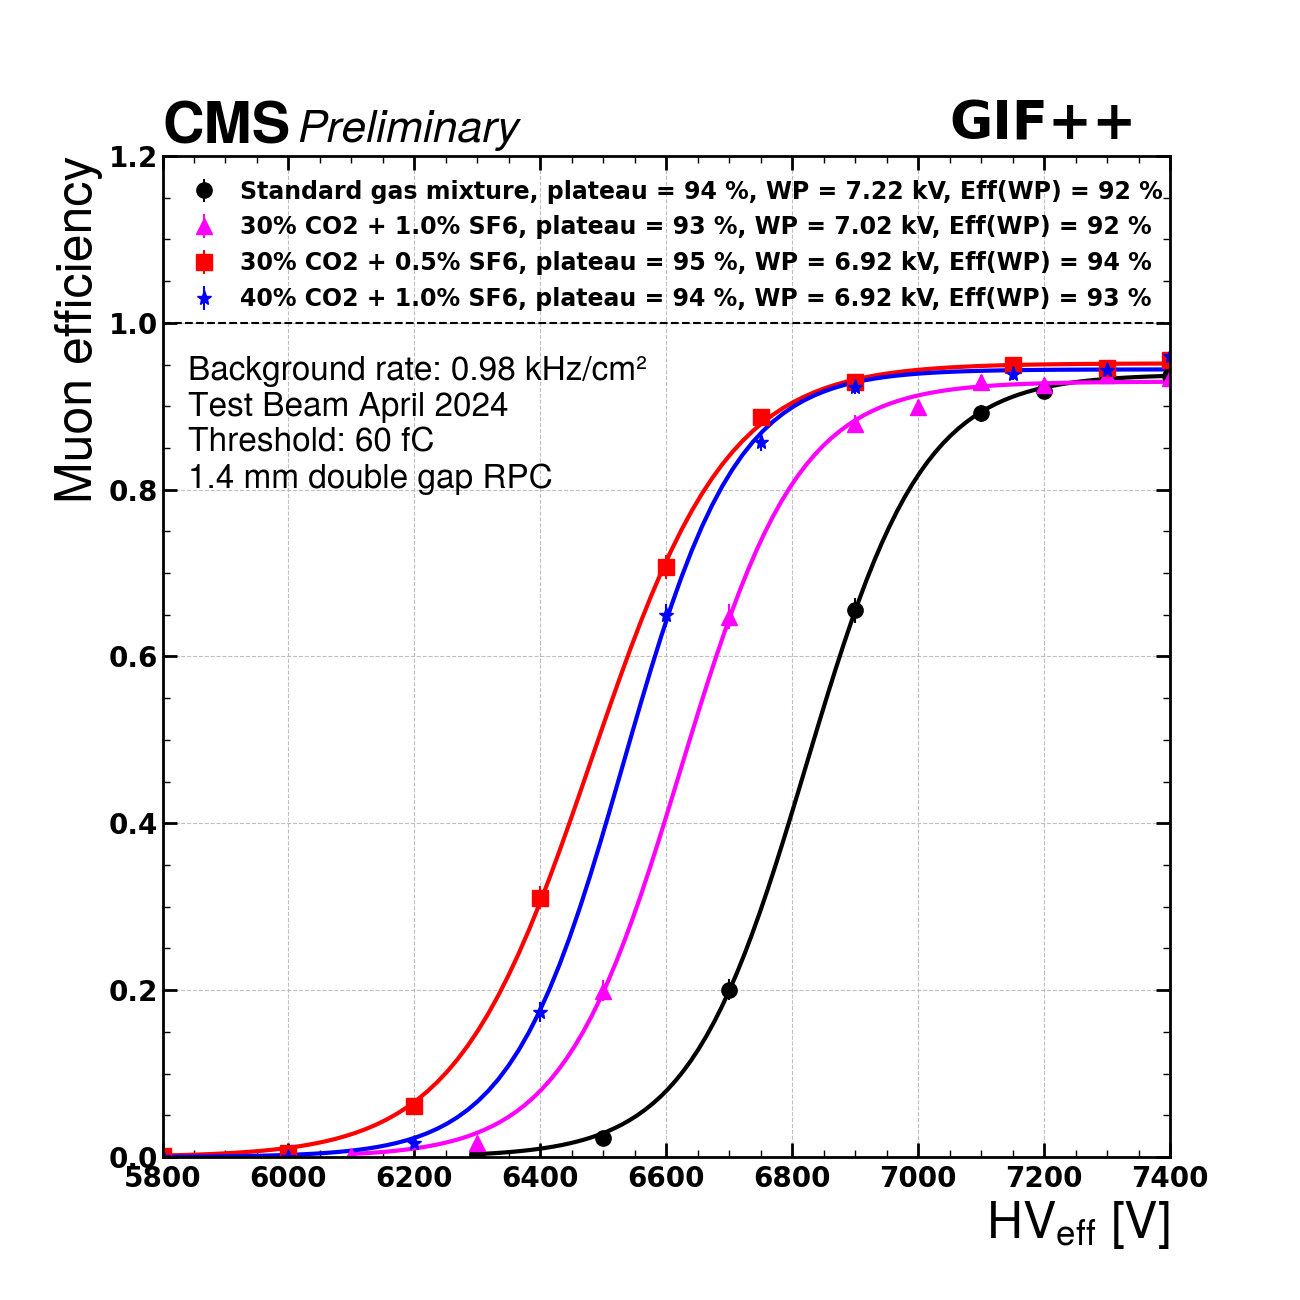 CMS Preliminary GIF++
Muon efficiency
1.2
1.0
0.8
0.6
0.4
0.2
0.0
Standard gas mixture, plateau = 94 %, WP = 7.22 kV, Eff(WP) = 92 %
30% CO2 + 1.0% SF6, plateau = 93 %, WP = 7.02 kV, Eff(WP) = 92 %
30% CO2 + 0.5% SF6, plateau = 95 %, WP = 6.92 kV, Eff(WP) = 94 %
40% CO2 + 1.0% SF6, plateau = 94 %, WP = 6.92 kV, Eff(WP) = 93 %
Background rate: 0.98 kHz/cm²
Test Beam April 2024
Threshold: 60 fC
1.4 mm double gap RPC
5800 6000 6200 6400 6600 6800 7000 7200 7400
HVeff [V]